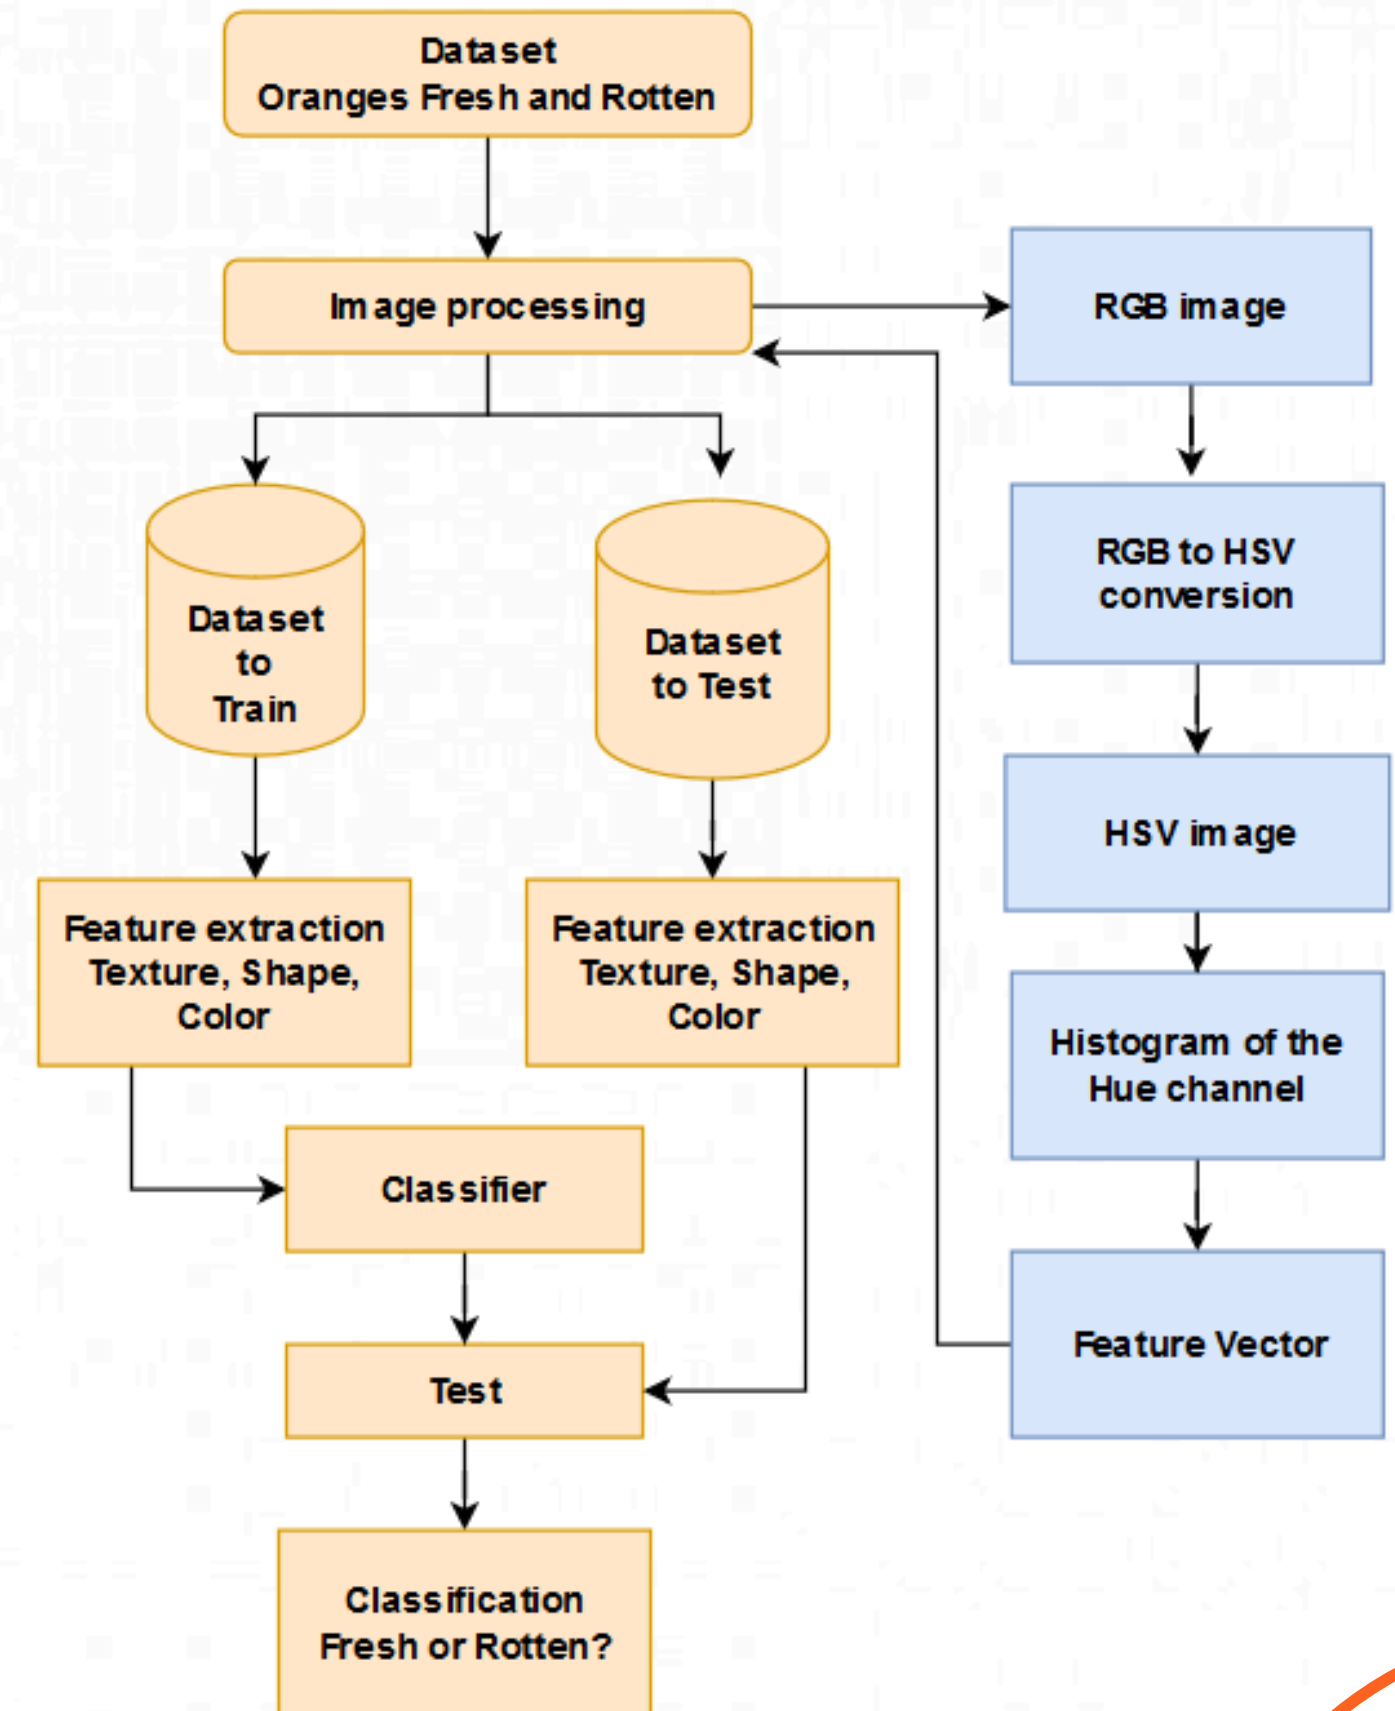 Dataset
Oranges Fresh and Rotten
Image processing
RGB image
RGB to HSV
conversion
HSV image
Histogram of the
Hue channel
Feature Vector
Dataset
to
Train
Dataset
to Test
Feature extraction
Texture, Shape,
Color
Feature extraction
Texture, Shape,
Color
Classifier
Test
Classification
Fresh or Rotten?